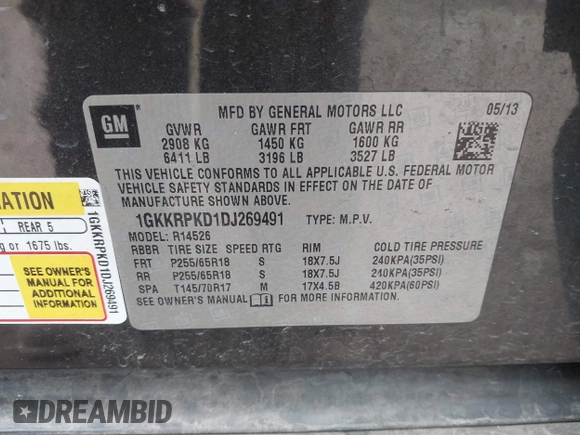 GM
MFD BY GENERAL MOTORS LLC 05/13
GVWR GAWR FRT GAWR RR
2908 KG 1450 KG 1600 KG
6411 LB 3196 LB 3527 LB
THIS VEHICLE CONFORMS TO ALL APPLICABLE U.S. FEDERAL MOTOR
VEHICLE SAFETY STANDARDS IN EFFECT ON THE DATE OF
MANUFACTURE SHOWN ABOVE.
1GKKRPKD1DJ269491 TYPE: M.P.V.
MODEL: R14526
RBBR TIRE SIZE SPEED RTG RIM COLD TIRE PRESSURE
FRT P255/65R18 S 18X7.5J 240KPA(35PSI)
RR P255/65R18 S 18X7.5J 240KPA(35PSI)
SPA T145/70R17 M 17X4.5B 420KPA(60PSI)
SEE OWNER'S MANUAL FOR MORE INFORMATION.
MATION
REAR 5
g or 1675 lbs.
SEE OWNER'S
MANUAL FOR
ADDITIONAL
INFORMATION
1GKKRPKD1DJ269491
DREAMBID